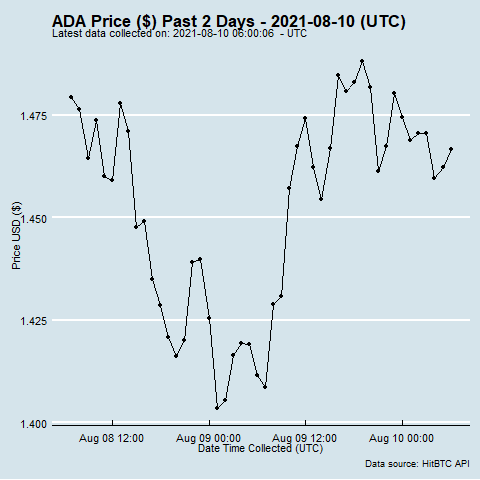 ADA Price ($) Past 2 Days - 2021-08-10 (UTC)
Latest data collected on: 2021-08-10 06:00:06 - UTC
1.475
1.450
1.425
1.400
Price USD ($)
Aug 08 12:00 Aug 09 00:00 Aug 09 12:00 Aug 10 00:00
Date Time Collected (UTC)
Data source: HitBTC API